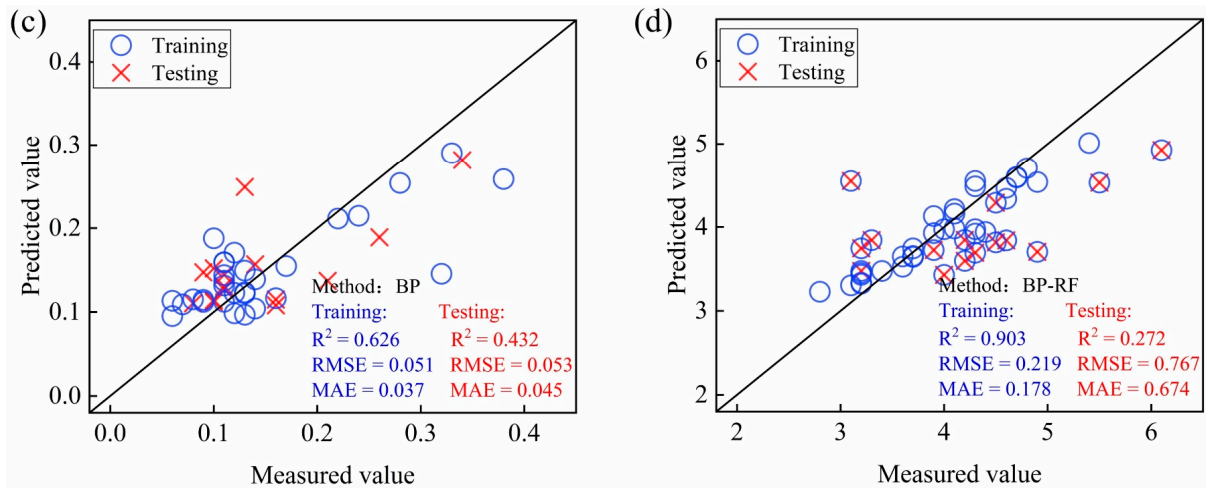 (c)
Training
Testing
0.4
0.3
0.2
0.1
0.0
Predicted value
Method：BP
Training: Testing:
R² = 0.626 R² = 0.432
RMSE = 0.051 RMSE = 0.053
MAE = 0.037 MAE = 0.045
0.0 0.1 0.2 0.3 0.4
Measured value
(d)
Training
Testing
6
5
4
3
2
Predicted value
Method：BP-RF
Training: Testing:
R² = 0.903 R² = 0.272
RMSE = 0.219 RMSE = 0.767
MAE = 0.178 MAE = 0.674
2 3 4 5 6
Measured value